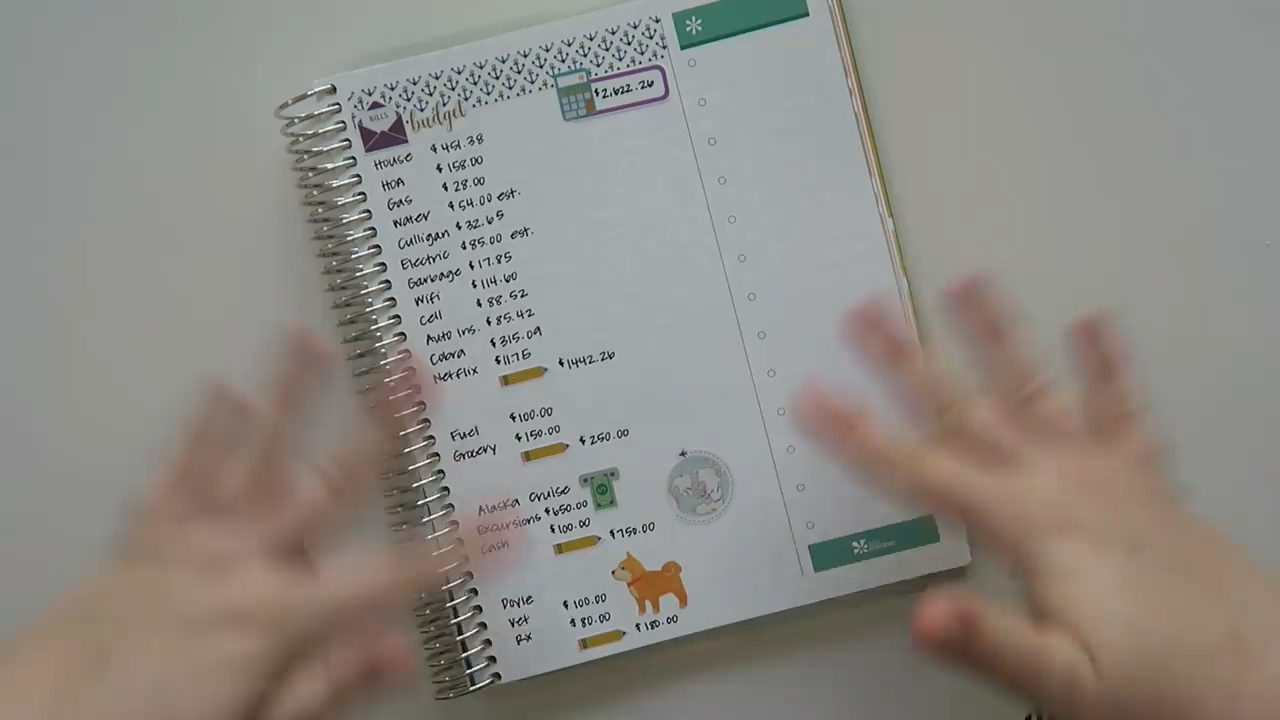 BILLS
budget
$2,622.26
House $451.38
HOA $158.00
Gas $28.00
Water $54.00 est.
Culligan $32.65
Electric $85.00 est.
Garbage $17.85
Wifi $114.60
Cell $88.52
Auto Ins. $85.42
Cobra $315.09
Netflix $11.75 $1442.26
Fuel $100.00
Grocery $150.00 $250.00
Alaska Cruise
Excursions $650.00
Cash $100.00 $750.00
Doyle
Vet $100.00
Rx $80.00 $180.00